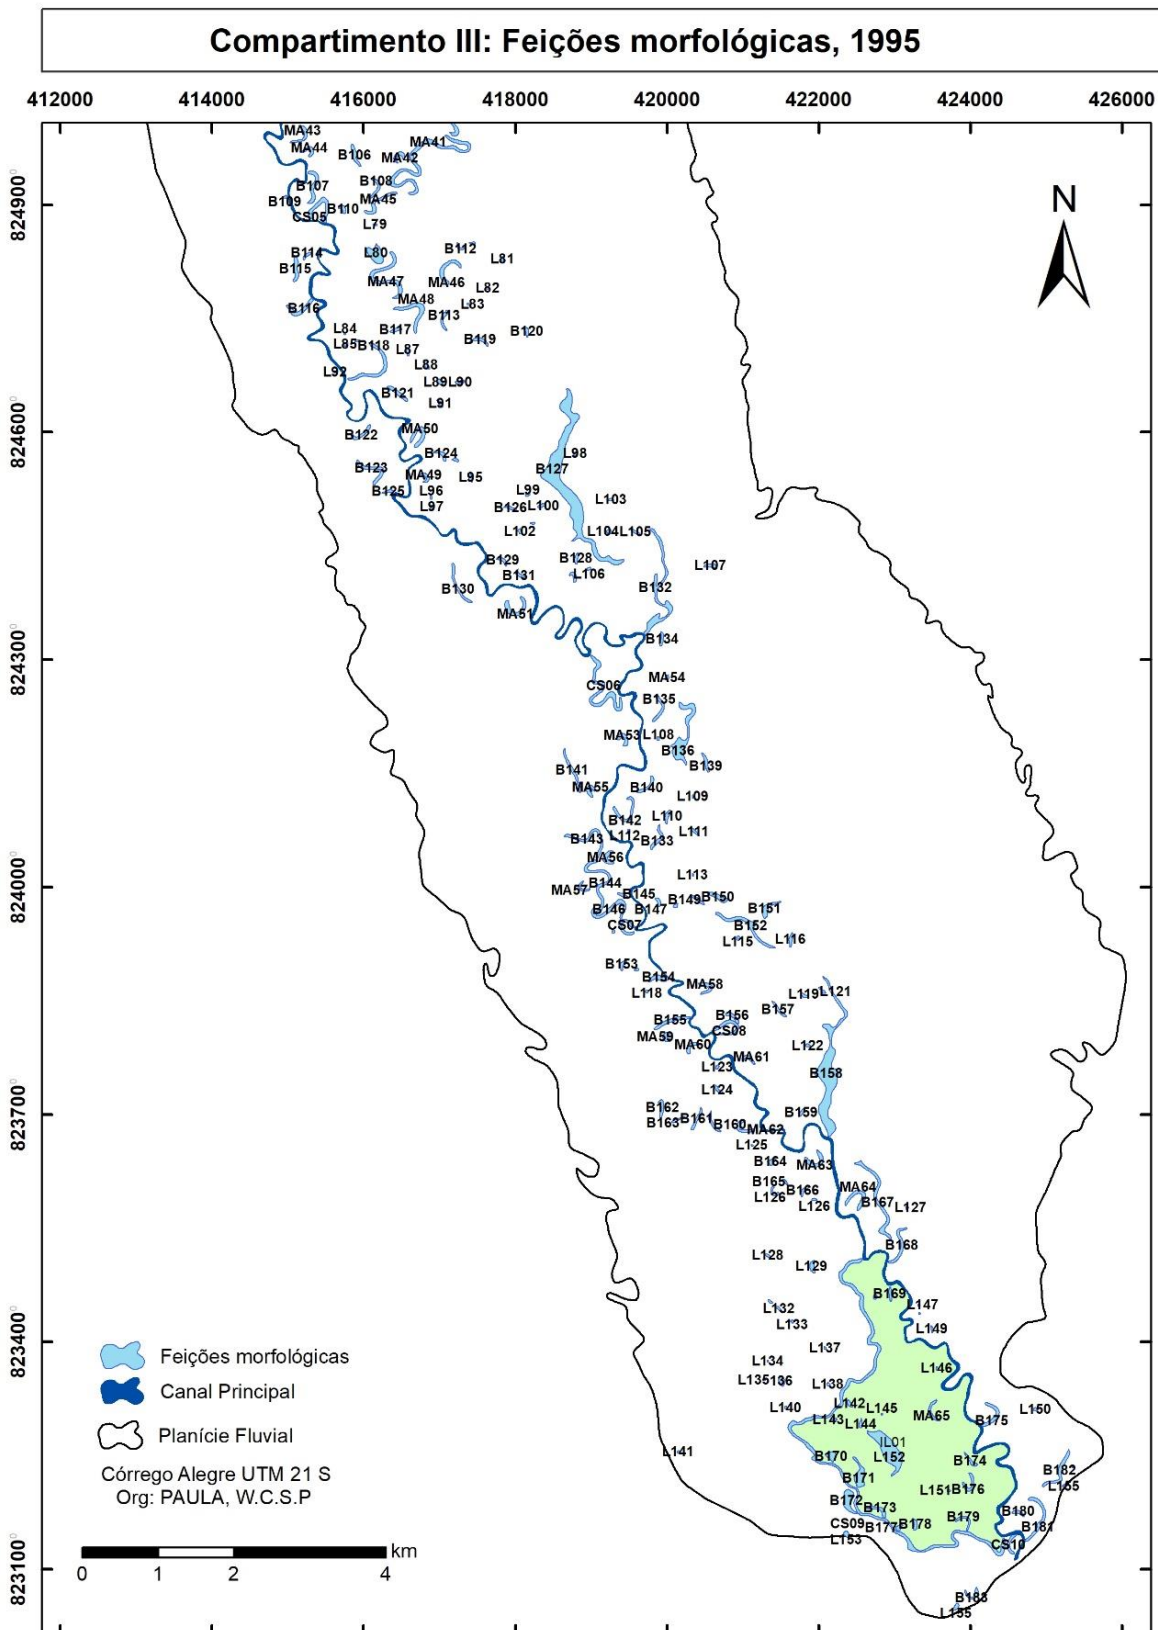 Compartimento III: Feições morfológicas, 1995
412000 414000 416000 418000 420000 422000 424000 426000
MA43
MA41
MA44
B106
MA42
B107
B108
B109
MA45
B110
CS05
L79
824900
B112
B114
L80
L81
B115
MA47
MA46
L82
MA48
L83
B116
B113
L84
B117
B120
L85
B118
L87
B119
L88
L92
L89
L90
B121
L91
824600
MA50
B122
B124
L98
B123
B127
MA49
L95
B125
L96
L99
L103
L97
B126
L100
L102
L104
L105
B129
B128
L107
B131
L106
B130
B132
MA51
B134
824300
MA54
CS06
B135
MA53
L108
B136
B141
B139
MA55
B140
L109
B142
L110
L112
L111
B143
B133
MA56
L113
824000
B144
MA57
B145
B149
B150
B146
B147
B151
CS07
B152
L115
L116
B153
B154
MA58
L118
L119
L121
B157
B155
B156
CS08
MA59
MA60
L122
MA61
L123
B158
L124
823700
B162
B159
B163
B161
B160
MA62
L125
B164
MA63
B165
B166
MA64
L126
L126
B167
L127
B168
L128
L129
B169
L132
L147
L133
L149
823400
L137
L134
L146
L135
136
L138
L140
L142
L145
MA65
L150
L143
L144
B175
IL01
L141
B170
L152
B174
B182
B171
L151
B176
L155
B172
B173
B179
B180
CS09
B177
B178
B181
L153
CS10
823100
B183
L135
N
Feições morfológicas
Canal Principal
Planície Fluvial
Córrego Alegre UTM 21 S
Org: PAULA, W.C.S.P
km
0 1 2 4